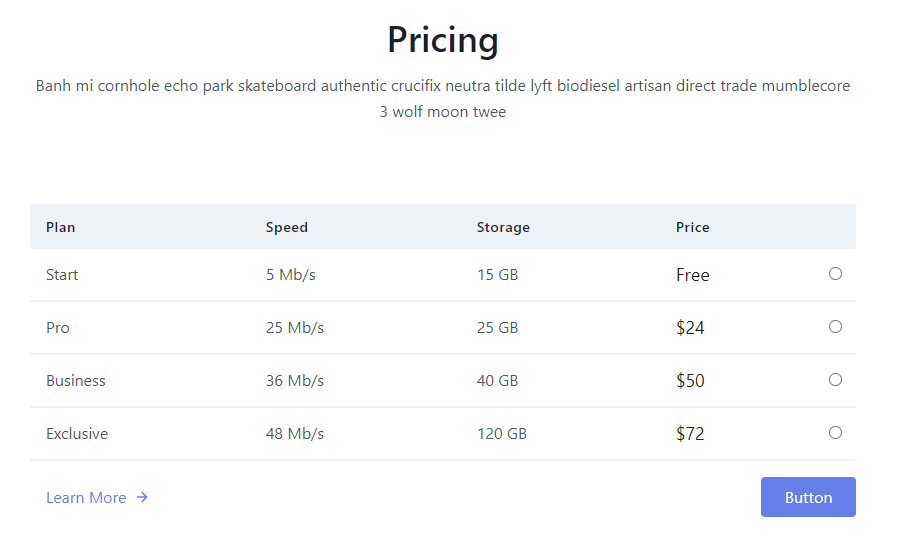 Pricing
Banh mi cornhole echo park skateboard authentic crucifix neutra tilde lyft biodiesel artisan direct trade mumblecore
3 wolf moon twee
Plan Speed Storage Price
Start 5 Mb/s 15 GB Free
Pro 25 Mb/s 25 GB $24
Business 36 Mb/s 40 GB $50
Exclusive 48 Mb/s 120 GB $72
Learn More → Button